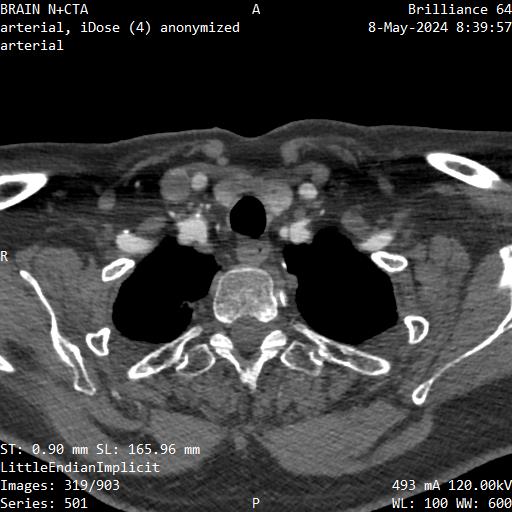 BRAIN N+CTA
A
Brilliance 64
arterial, iDose (4) anonymized
8-May-2024 8:39:57
arterial
R
ST: 0.90 mm SL: 165.96 mm
LittleEndianImplicit
Images: 319/903
493 mA 120.00kV
Series: 501
P
WL: 100 WW: 600